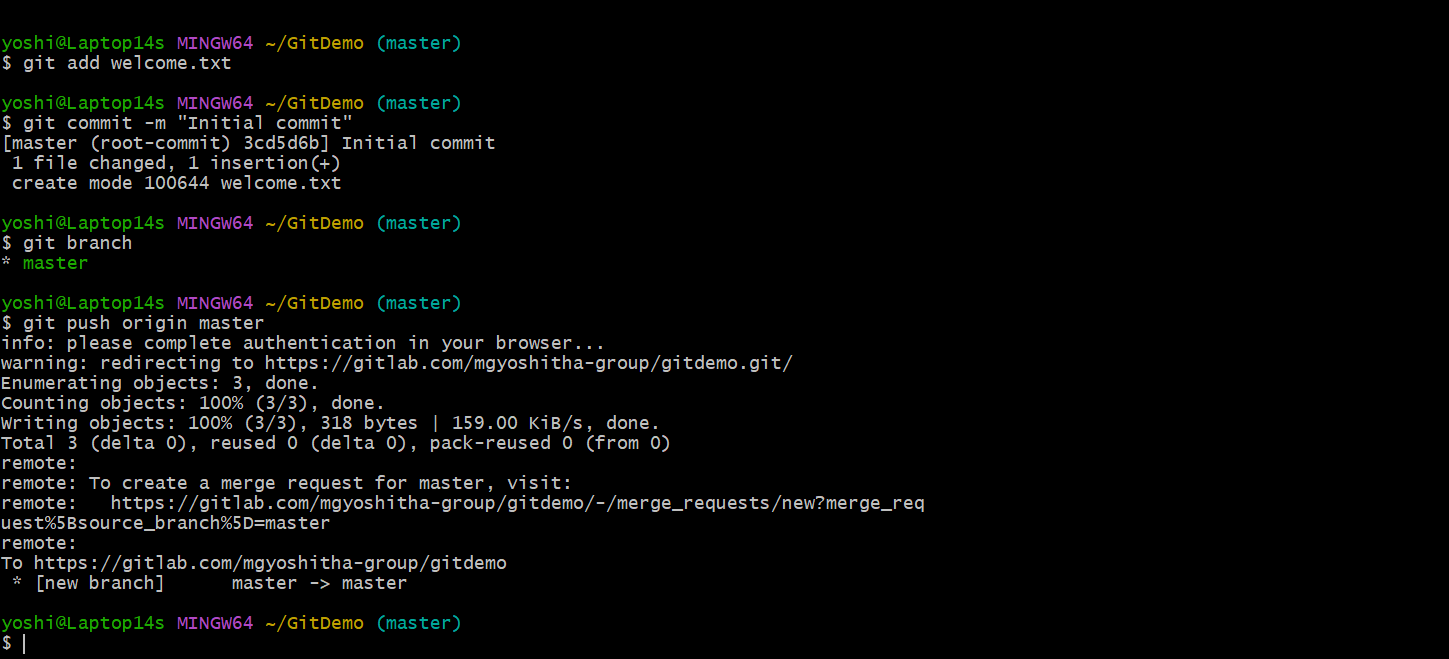 yoshi@Laptop14s MINGW64 ~/GitDemo (master)
$ git add welcome.txt

yoshi@Laptop14s MINGW64 ~/GitDemo (master)
$ git commit -m "Initial commit"
[master (root-commit) 3cd5d6b] Initial commit
 1 file changed, 1 insertion(+)
 create mode 100644 welcome.txt

yoshi@Laptop14s MINGW64 ~/GitDemo (master)
$ git branch
* master

yoshi@Laptop14s MINGW64 ~/GitDemo (master)
$ git push origin master
info: please complete authentication in your browser...
warning: redirecting to https://gitlab.com/mgyoshitha-group/gitdemo.git/
Enumerating objects: 3, done.
Counting objects: 100% (3/3), done.
Writing objects: 100% (3/3), 318 bytes | 159.00 KiB/s, done.
Total 3 (delta 0), reused 0 (delta 0), pack-reused 0 (from 0)
remote:
remote: To create a merge request for master, visit:
remote:   https://gitlab.com/mgyoshitha-group/gitdemo/-/merge_requests/new?merge_req
uest%5Bsource_branch%5D=master
remote:
To https://gitlab.com/mgyoshitha-group/gitdemo
 * [new branch]      master -> master

yoshi@Laptop14s MINGW64 ~/GitDemo (master)
$